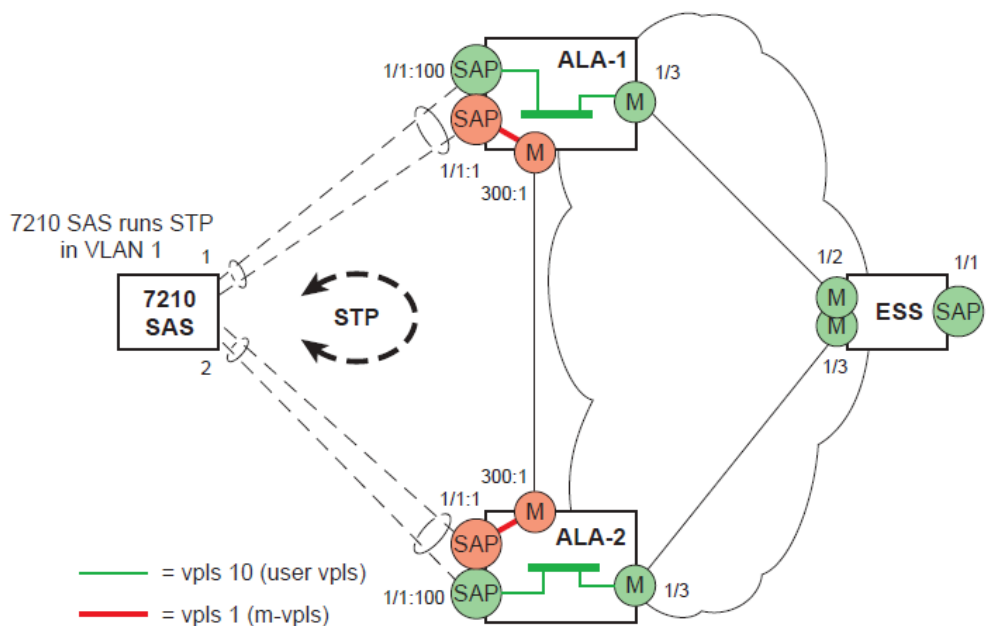 ALA-1
1/1:100
SAP
M
1/3
SAP
1/1:1
M
300:1
7210 SAS runs STP
in VLAN 1
1
7210
SAS
2
STP
1/2
M
M
1/3
ESS
1/1
SAP
300:1
1/1:1
M
SAP
ALA-2
SAP
1/1:100
M
1/3
= vpls 10 (user vpls)
= vpls 1 (m-vpls)